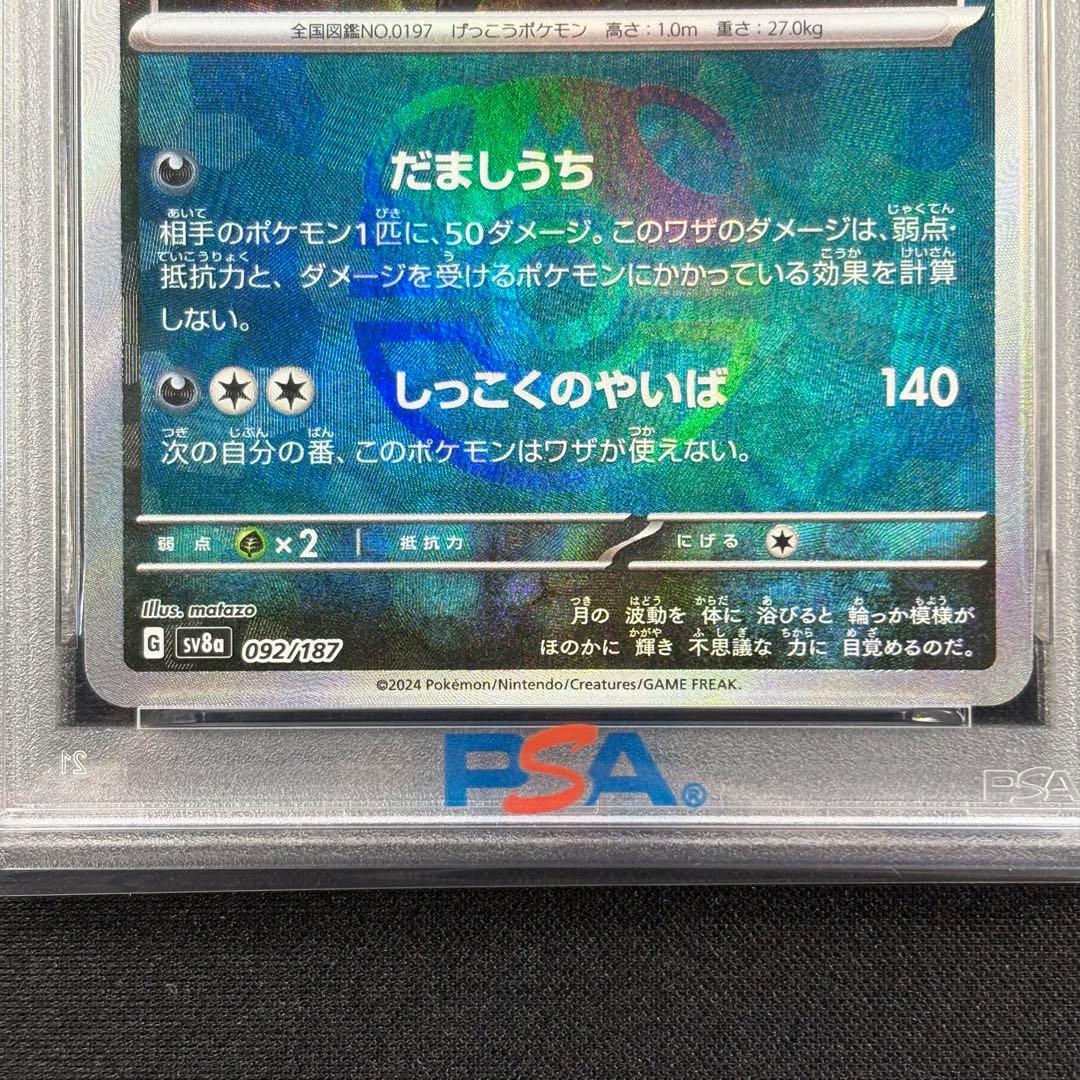 全国図鑑NO.0197 げっこうポケモン 高さ:1.0m 重さ:27.0kg
だましうち
相手のポケモン1匹に、50ダメージ。このワザのダメージは、弱点・
抵抗力と、ダメージを受けるポケモンにかかっている効果を計算
しない。
しっこくのやいば 140
次の自分の番、このポケモンはワザが使えない。
弱点 ×2 抵抗力 にげる
Illus. matazo
月の 波動を 体に 浴びると 輪っか模様が
G sv8a 092/187
ほのかに 輝き 不思議な 力に 目覚めるのだ。
©2024 Pokémon/Nintendo/Creatures/GAME FREAK.
PSA®
21
PSA